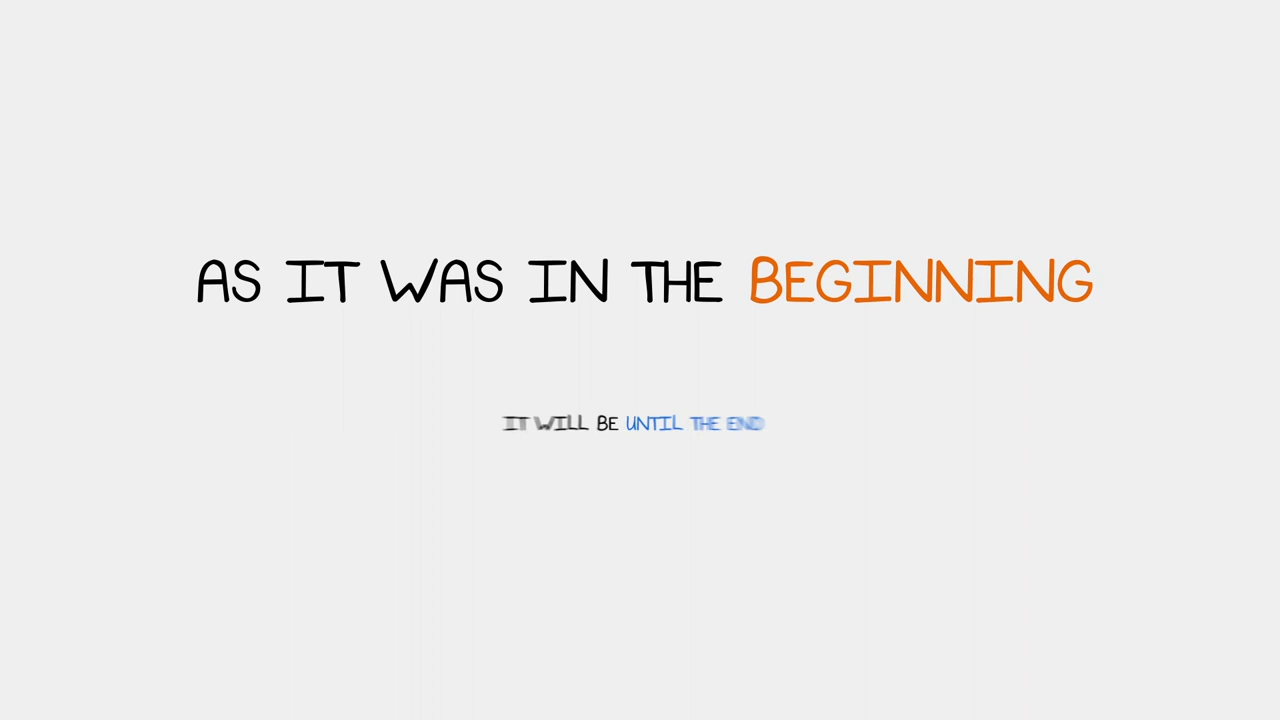 AS IT WAS IN THE BEGINNING
IT WILL BE UNTIL THE END